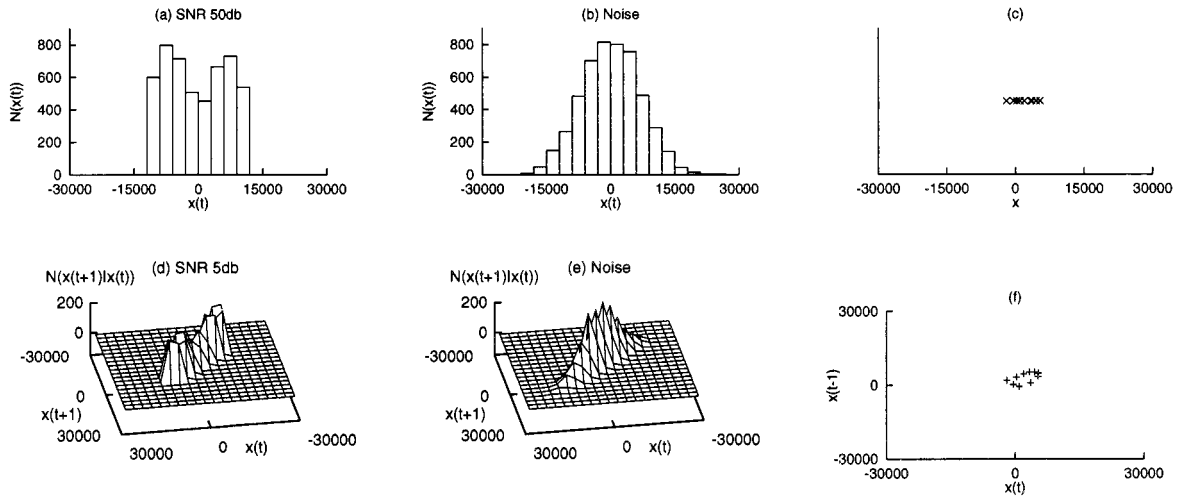 (a) SNR 50db
N(x(t))
800
600
400
200
0
-30000 -15000 0 15000 30000
x(t)
(b) Noise
N(x(t))
800
600
400
200
0
-30000 -15000 0 15000 30000
x(t)
(c)
-30000 -15000 0 15000 30000
x
(d) SNR 5db
N(x(t+1)|x(t))
200
0
-30000
0
30000
x(t+1)
30000 0 -30000
x(t)
(e) Noise
N(x(t+1)|x(t))
200
0
-30000
0
30000
x(t+1)
30000 0 -30000
x(t)
(f)
x(t-1)
30000
0
-30000
-30000 0 30000
x(t)